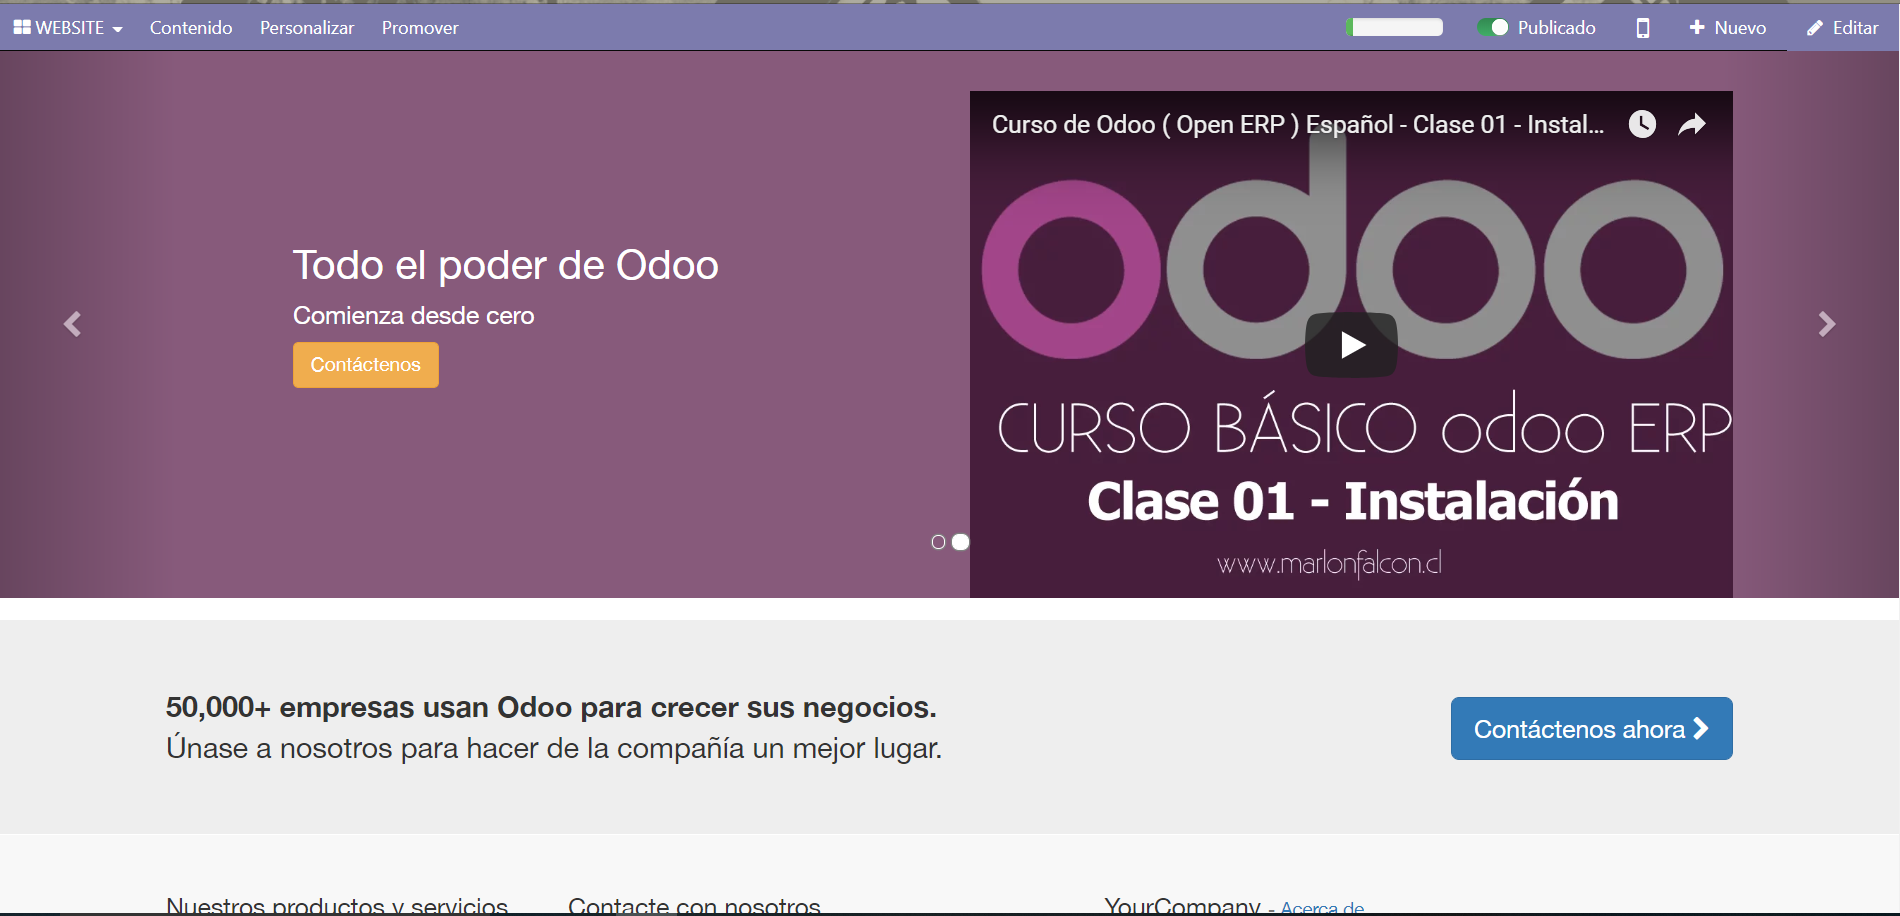 WEBSITE Contenido Personalizar Promover Publicado Nuevo Editar
Curso de Odoo ( Open ERP ) Español - Clase 01 - Instal...
odoo
Todo el poder de Odoo
Comienza desde cero
Contáctenos
CURSO BÁSICO odoo ERP
Clase 01 - Instalación
www.marlonfalcon.cl
50,000+ empresas usan Odoo para crecer sus negocios.
Únase a nosotros para hacer de la compañía un mejor lugar.
Contáctenos ahora
Nuestros productos y servicios Contacte con nosotros YourCompany - Acerca de